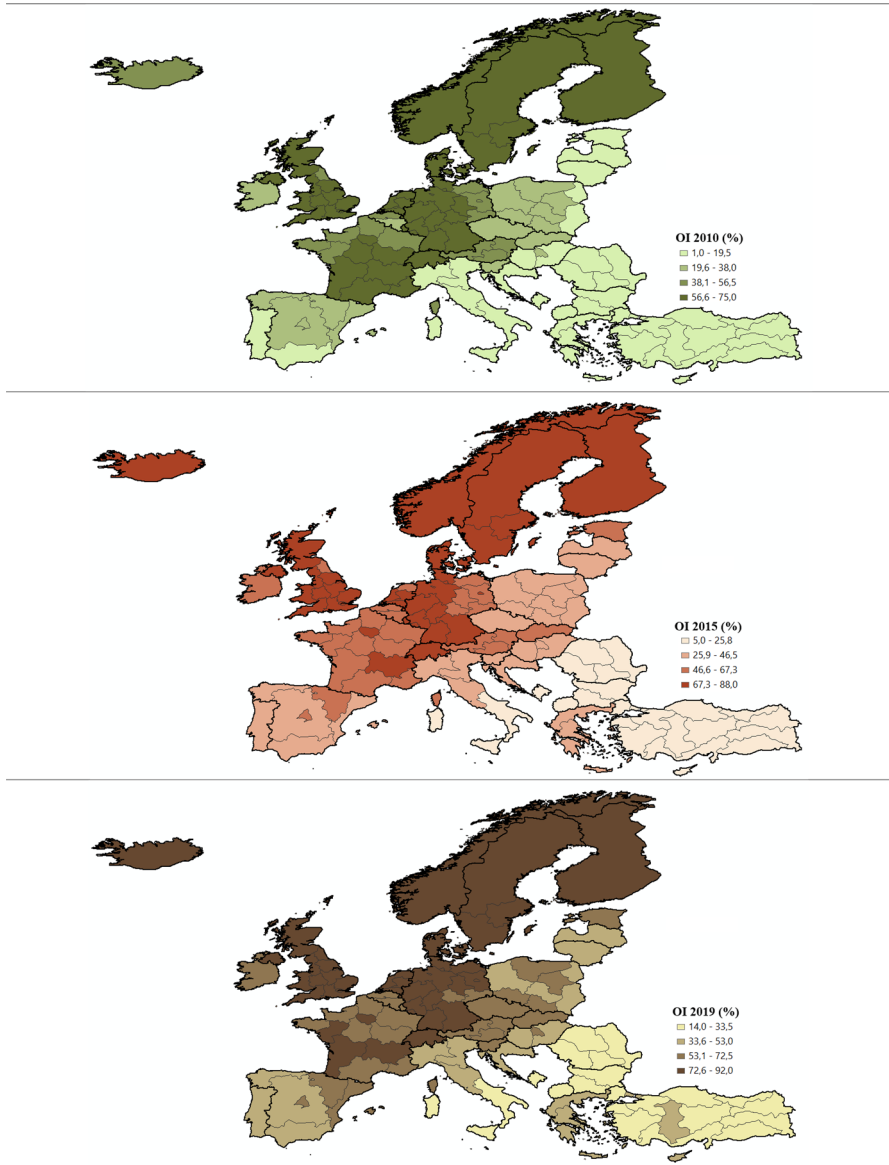 OI 2010 (%)
1,0 - 19,5
19,6 - 38,0
38,1 - 56,5
56,6 - 75,0
OI 2015 (%)
5,0 - 25,8
25,9 - 46,5
46,6 - 67,3
67,3 - 88,0
OI 2019 (%)
14,0 - 33,5
33,6 - 53,0
53,1 - 72,5
72,6 - 92,0